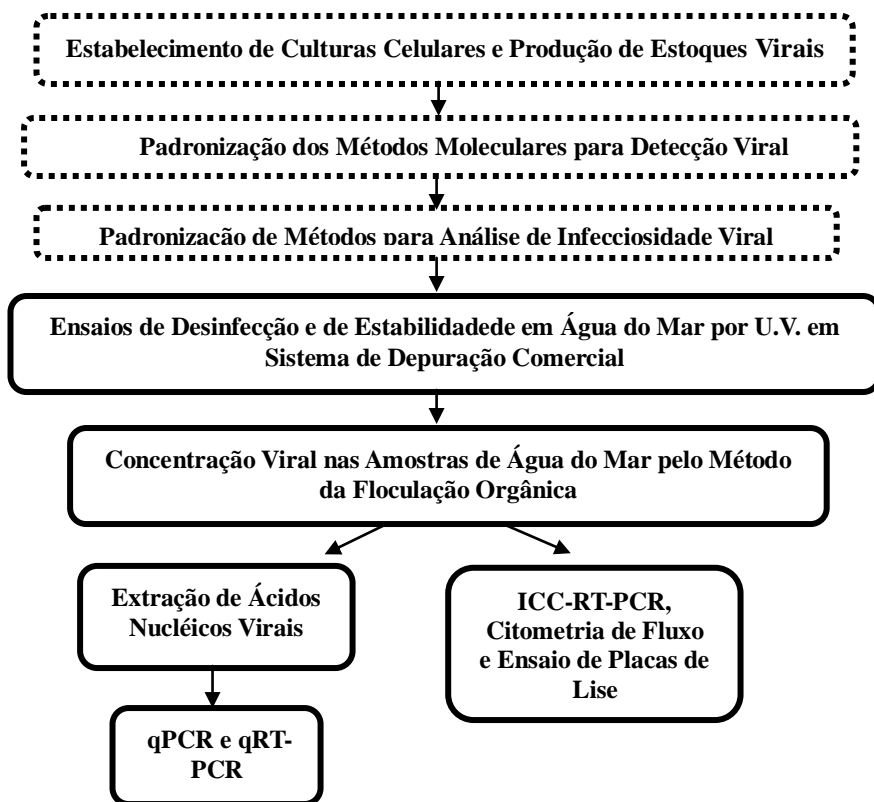 Estabelecimento de Culturas Celulares e Produção de Estoques Virais
Padronização dos Métodos Moleculares para Detecção Viral
Padronização de Métodos para Análise de Infecciosidade Viral
Ensaios de Desinfecção e de Estabilidadede em Água do Mar por U.V. em
Sistema de Depuração Comercial
Concentração Viral nas Amostras de Água do Mar pelo Método
da Floculação Orgânica
Extração de Ácidos
Nucléicos Virais
ICC-RT-PCR,
Citometria de Fluxo
e Ensaio de Placas de
Lise
qPCR e qRT-
PCR